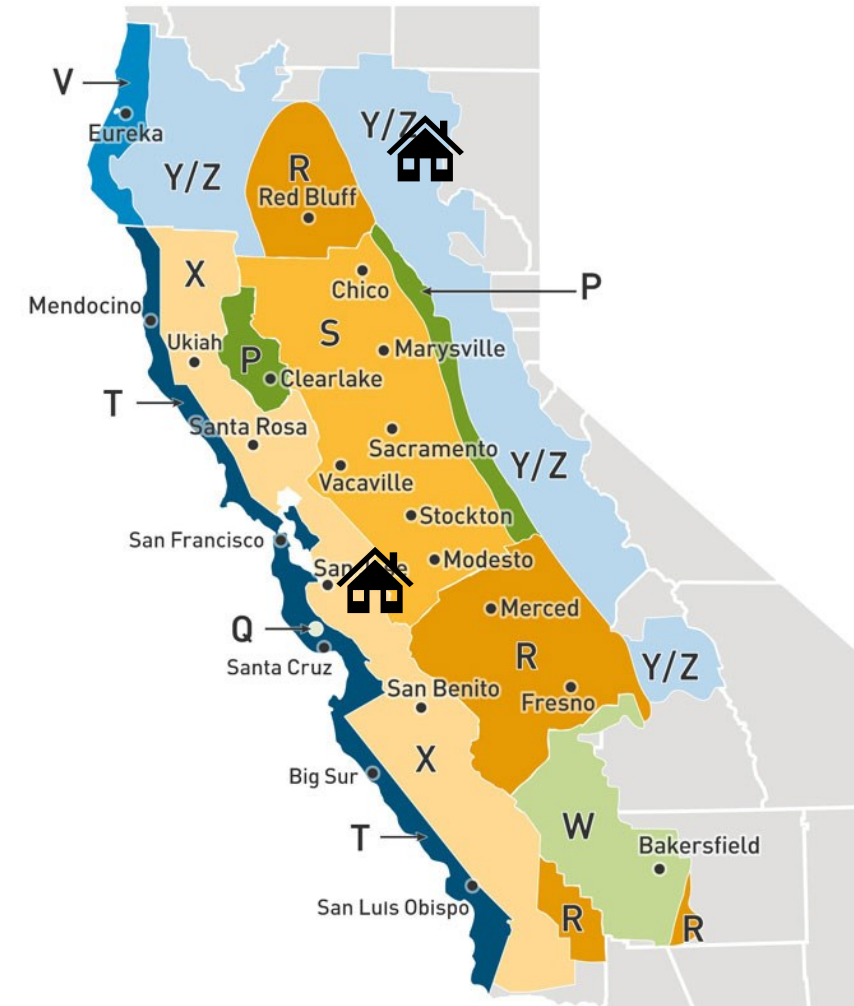 V
Eureka
Y/Z
Y/Z
R
Red Bluff
X
Chico
P
Mendocino
S
Ukiah
Marysville
P
Clearlake
T
Santa Rosa
Sacramento
Y/Z
Vacaville
Stockton
San Francisco
Modesto
San
Merced
Q
R
Santa Cruz
Y/Z
San Benito
Fresno
X
Big Sur
W
T
Bakersfield
San Luis Obispo
R
R